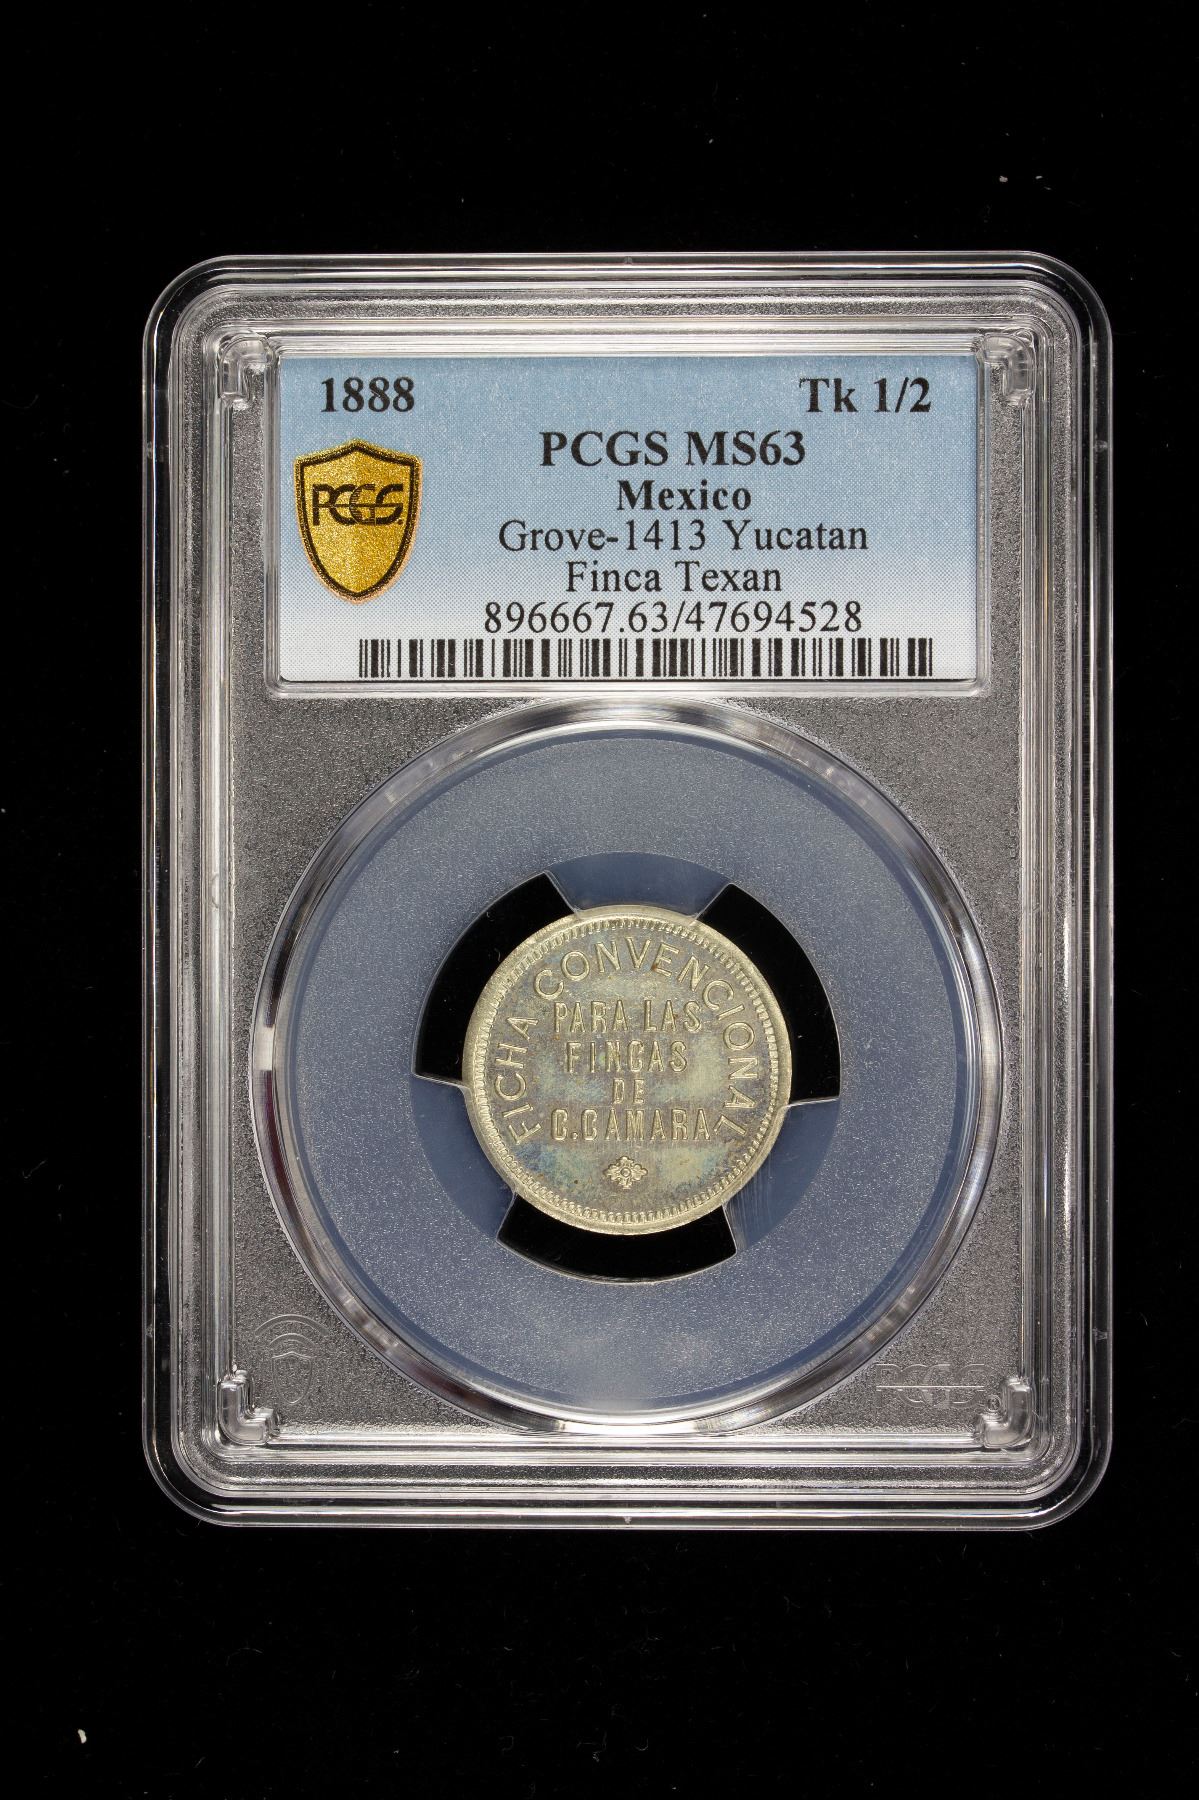 1888 Tk 1/2
PCGS MS63
PCGS
Mexico
Grove-1413 Yucatan
Finca Texan
896667.63/47694528
FICHA CONVENCIONAL
PARA LAS
FINCAS
DE
C.CAMARA
PCGS